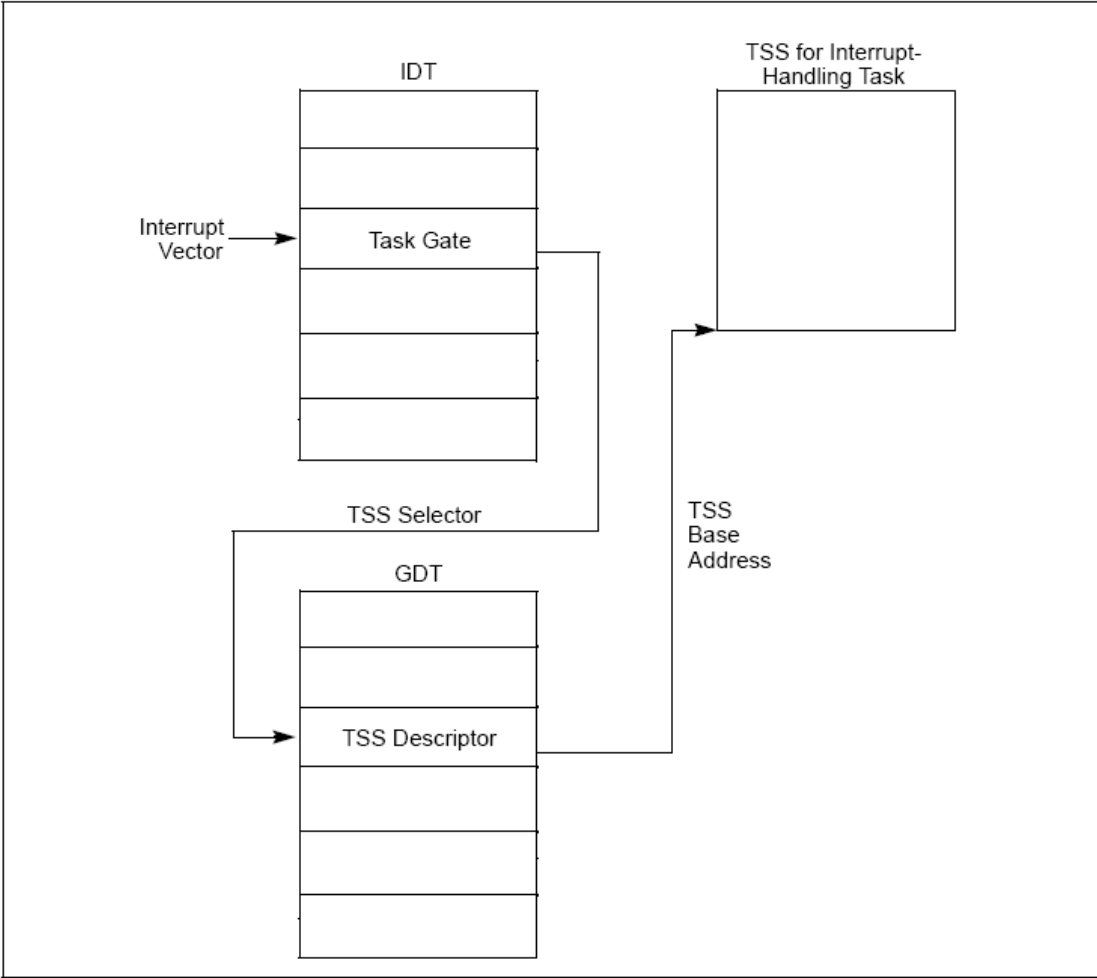 IDT
TSS for Interrupt-
Handling Task
Interrupt
Vector
Task Gate
TSS Selector
TSS
Base
Address
GDT
TSS Descriptor